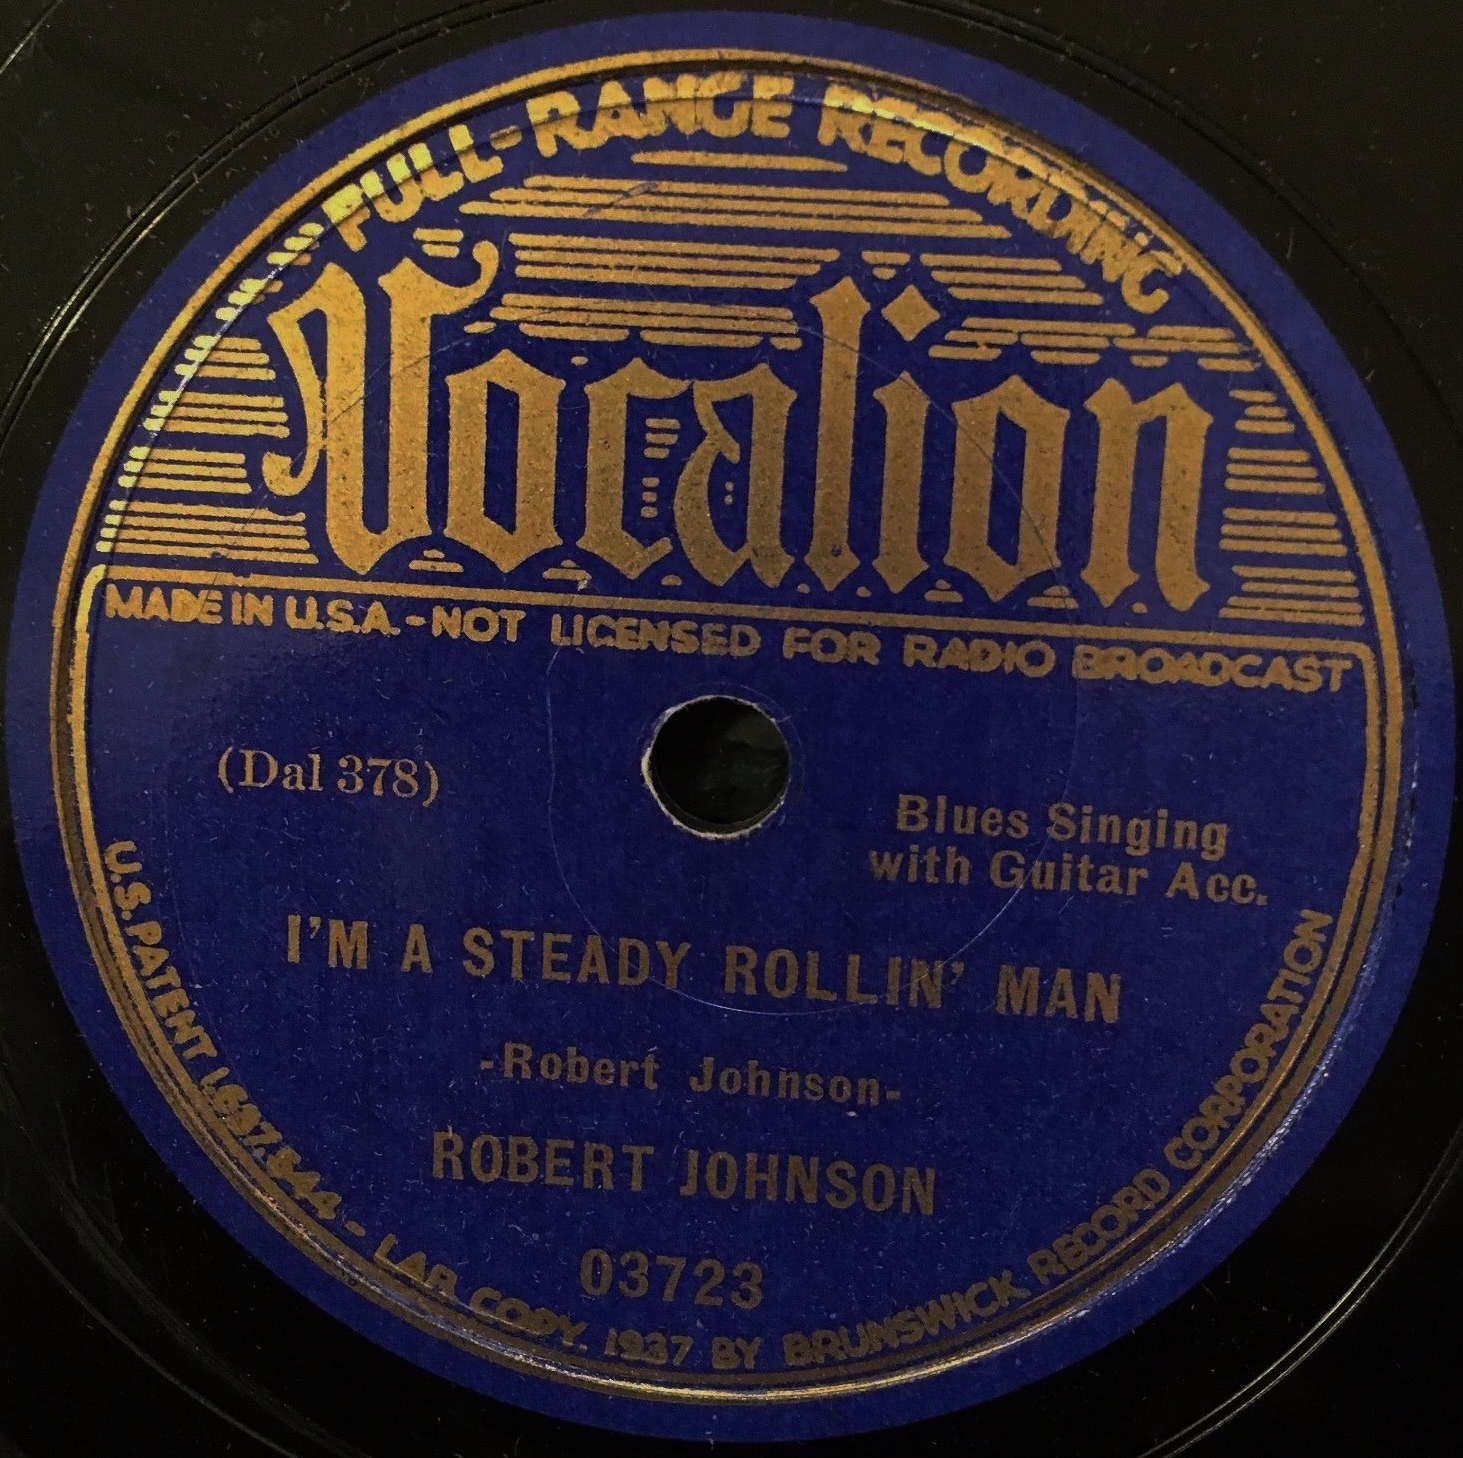 FULL-RANGE RECORDING
Vocalion
MADE IN U.S.A.-NOT LICENSED FOR RADIO BROADCAST
(Dal 378)
Blues Singing
with Guitar Acc.
I'M A STEADY ROLLIN' MAN
-Robert Johnson-
ROBERT JOHNSON
03723
U.S. PATENT 1,637,544 - LAB. COPY. 1937 BY BRUNSWICK RECORD CORPORATION